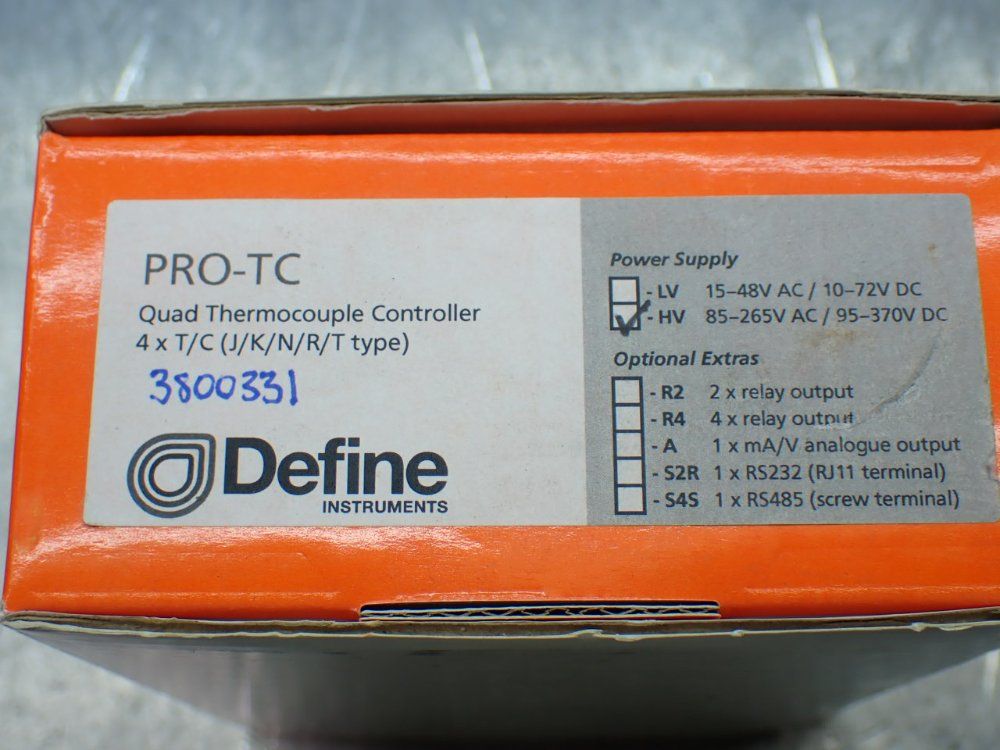 PRO-TC
Quad Thermocouple Controller
4 x T/C (J/K/N/R/T type)
3800331
Define
INSTRUMENTS
Power Supply
- LV 15–48V AC / 10–72V DC
- HV 85–265V AC / 95–370V DC
Optional Extras
- R2 2 x relay output
- R4 4 x relay output
- A 1 x mA/V analogue output
- S2R 1 x RS232 (RJ11 terminal)
- S4S 1 x RS485 (screw terminal)